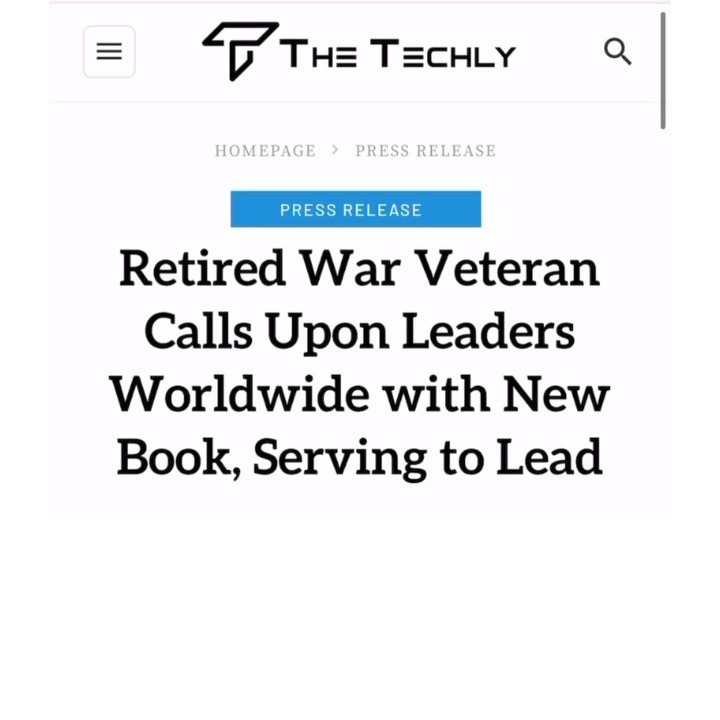 THE TECHLY
HOMEPAGE > PRESS RELEASE
PRESS RELEASE
Retired War Veteran
Calls Upon Leaders
Worldwide with New
Book, Serving to Lead